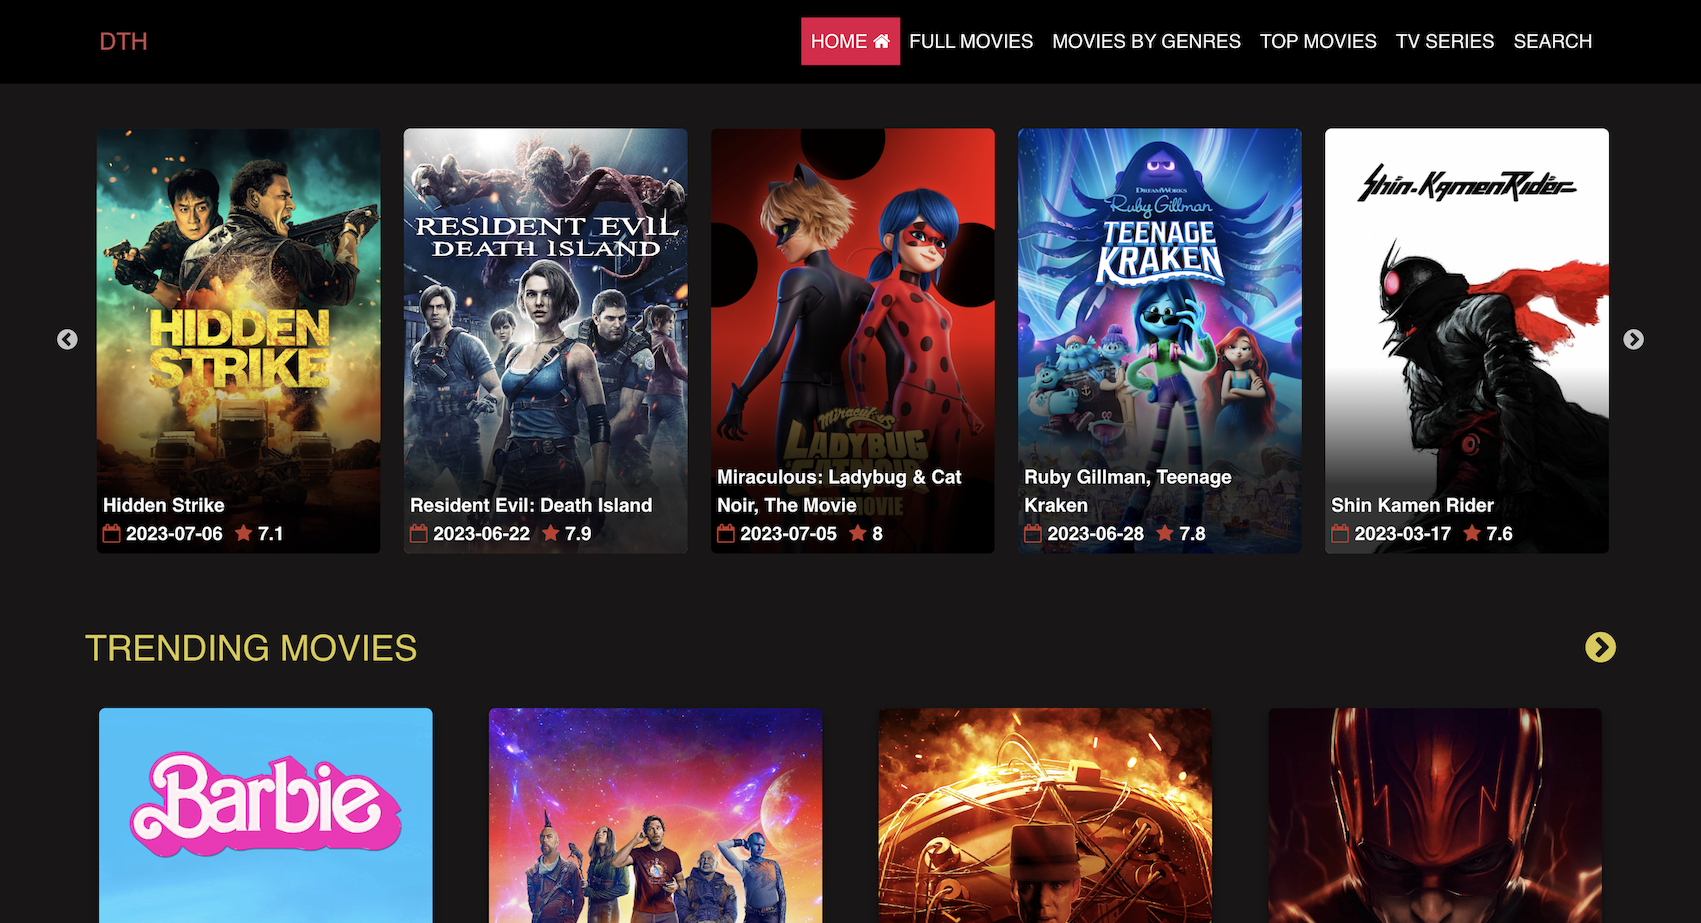 DTH
HOME
FULL MOVIES
MOVIES BY GENRES
TOP MOVIES
TV SERIES
SEARCH
HIDDEN
STRIKE
Hidden Strike
2023-07-06 7.1
RESIDENT EVIL
DEATH ISLAND
Resident Evil: Death Island
2023-06-22 7.9
Miraculous
LADYBUG
Miraculous: Ladybug & Cat
Noir, The Movie
MOVIE
2023-07-05 8
DREAMWORKS
Ruby Gillman
TEENAGE
KRAKEN
Ruby Gillman, Teenage
Kraken
2023-06-28 7.8
Shin·KamenRider
Shin Kamen Rider
2023-03-17 7.6
TRENDING MOVIES
Barbie